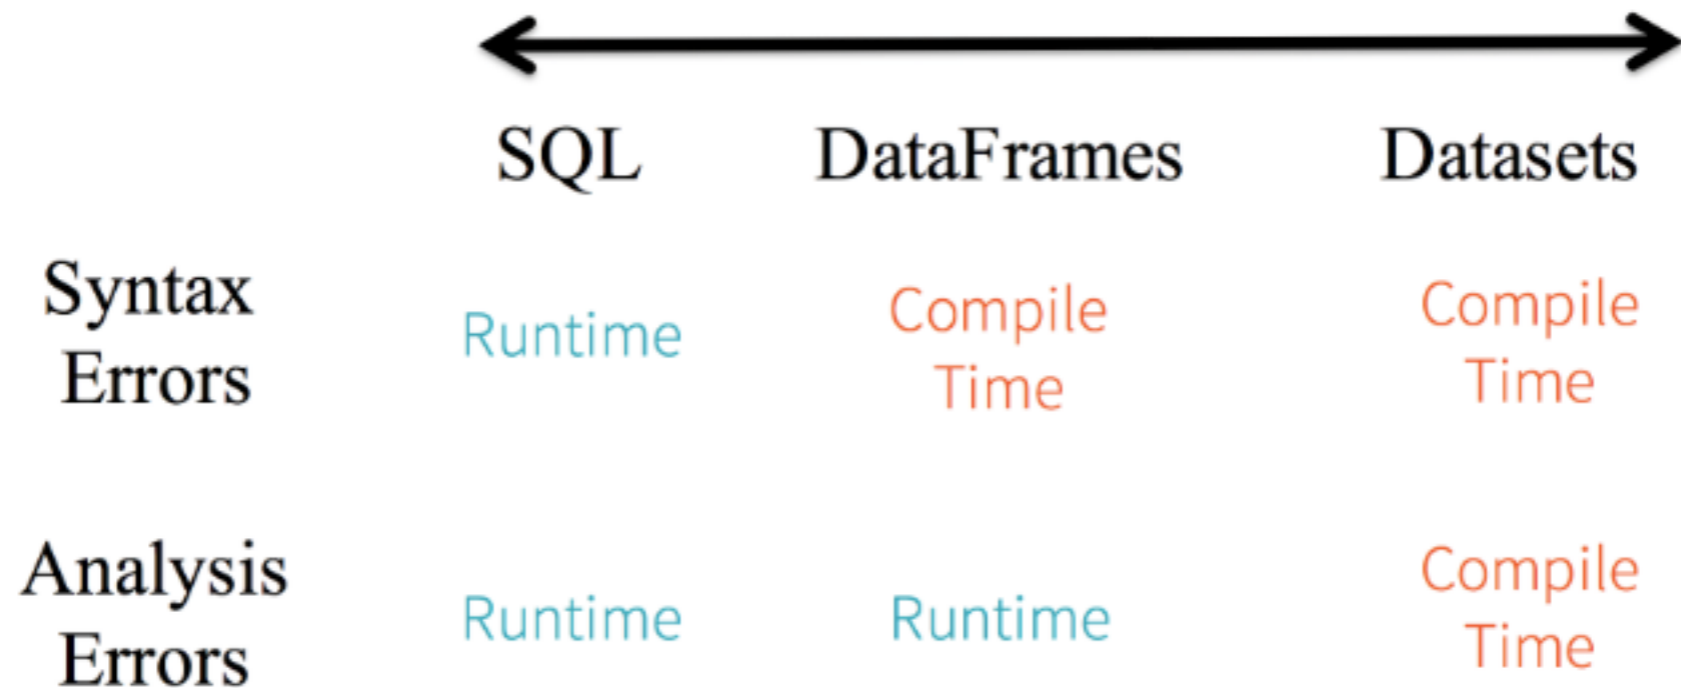 SQL DataFrames Datasets
Syntax
Errors
Runtime
Compile
Time
Compile
Time
Analysis
Errors
Runtime
Runtime
Compile
Time